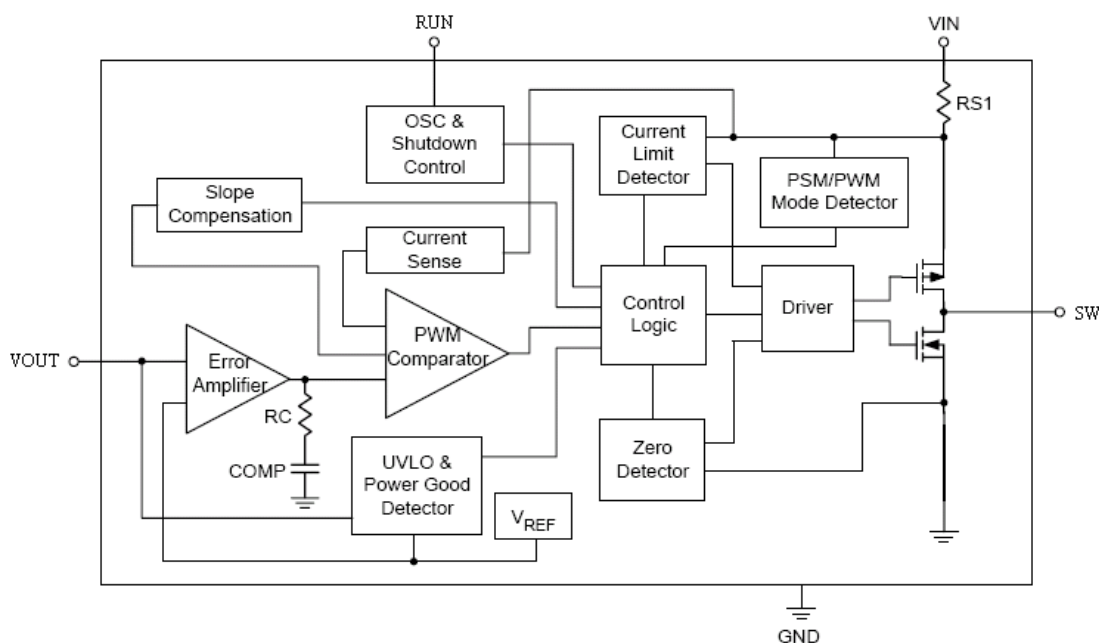 RUN
VIN
RS1
OSC &
Shutdown
Control
Current
Limit
Detector
PSM/PWM
Mode Detector
Slope
Compensation
Current
Sense
Control
Logic
Driver
SW
PWM
Comparator
VOUT
Error
Amplifier
RC
COMP
UVLO &
Power Good
Detector
VREF
Zero
Detector
GND